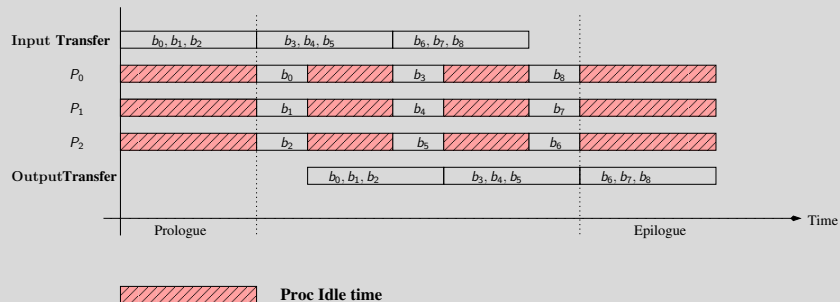 Input Transfer b0, b1, b2 b3, b4, b5 b6, b7, b8
P0 b0 b3 b8
P1 b1 b4 b7
P2 b2 b5 b6
OutputTransfer b0, b1, b2 b3, b4, b5 b6, b7, b8
Time
Prologue Epilogue
Proc Idle time